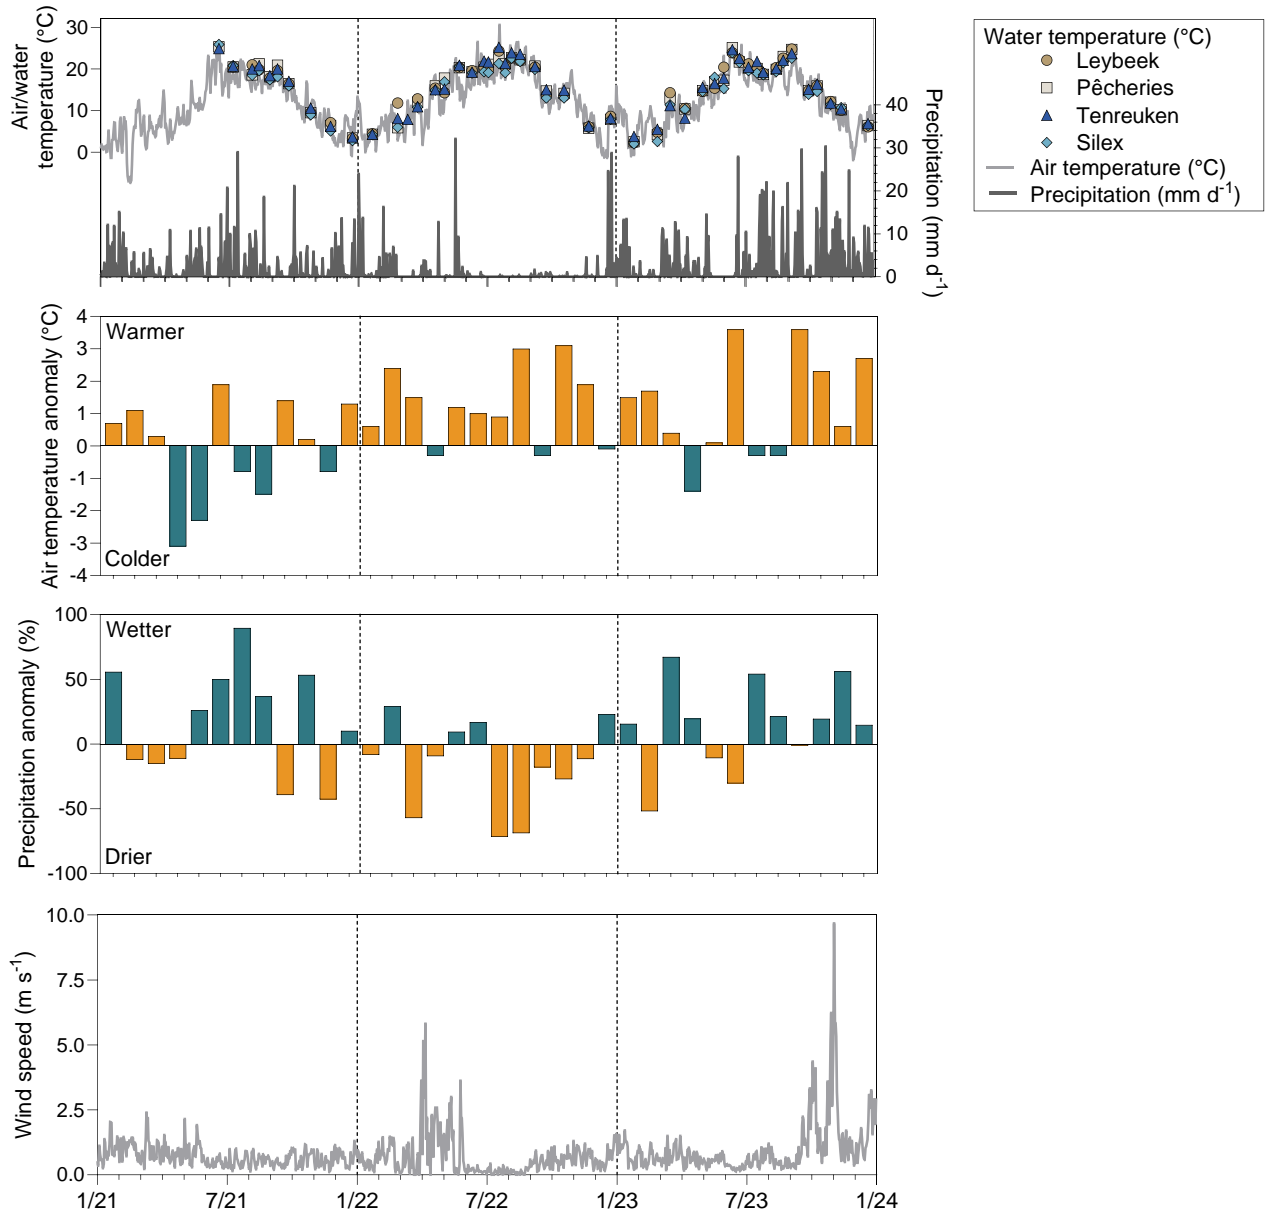 Air/water
temperature (°C)
30
20
10
0
40
30
20
10
0
Precipitation (mm d-1)
Water temperature (°C)
Leybeek
Pêcheries
Tenreuken
Silex
Air temperature (°C)
Precipitation (mm d-1)
Air temperature anomaly (°C)
4
3
2
1
0
-1
-2
-3
-4
Warmer
Colder
Precipitation anomaly (%)
100
50
0
-50
-100
Wetter
Drier
Wind speed (m s-1)
10.0
7.5
5.0
2.5
0.0
1/21 7/21 1/22 7/22 1/23 7/23 1/24